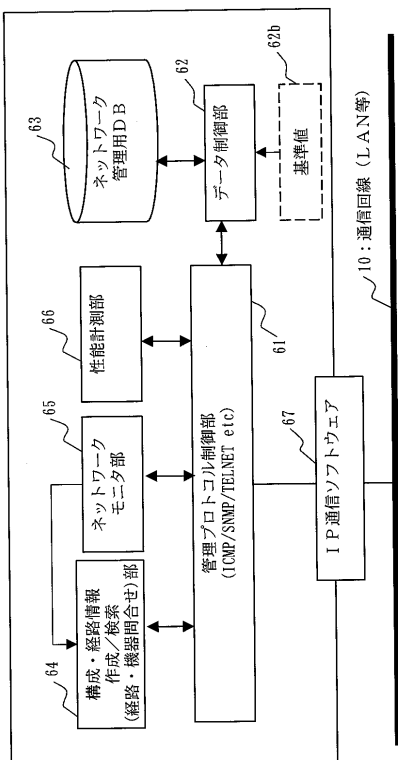 63
ネットワーク
管理用DB
62
データ制御部
62b
基準値
66
性能計測部
65
ネットワーク
モニタ部
64
構成・経路情報
作成/検索
(経路・機器問合せ)部
61
管理プロトコル制御部
(ICMP/SNMP/TELNET etc)
67
IP通信ソフトウェア
10:通信回線(LAN等)